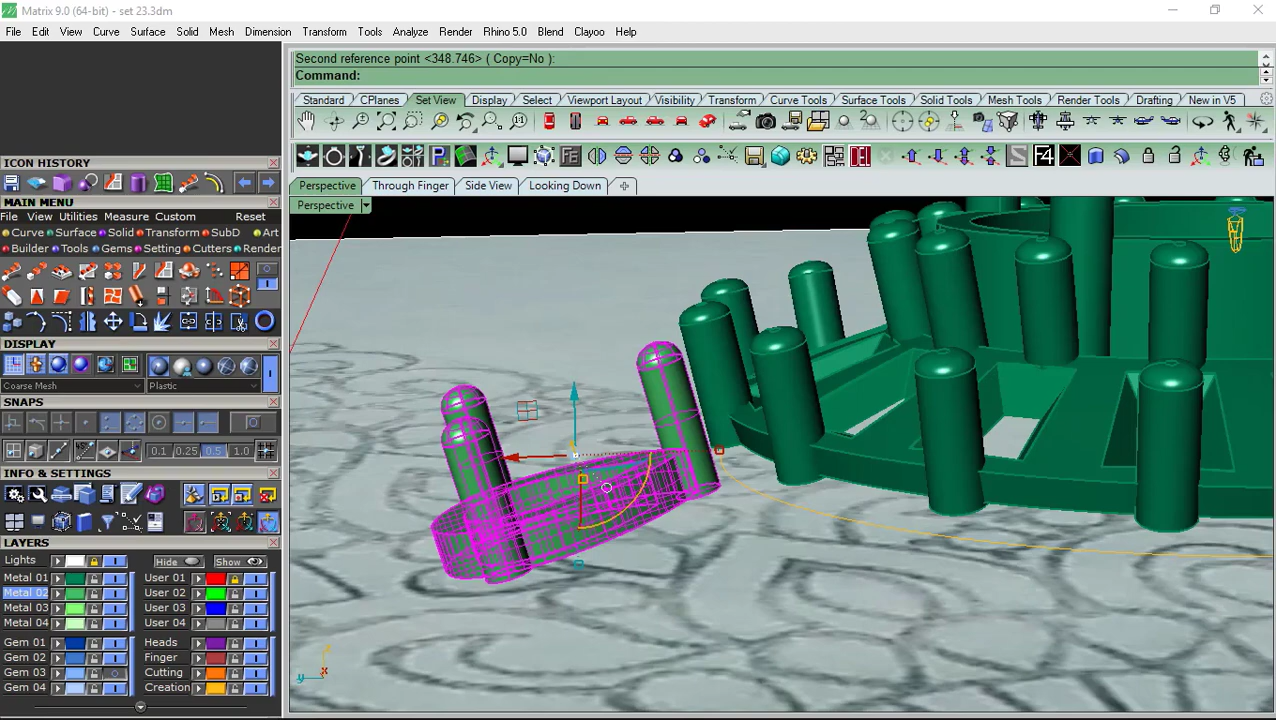 Matrix 9.0 (64-bit) - set 23.3dm
File Edit View Curve Surface Solid Mesh Dimension Transform Tools Analyze Render Rhino 5.0 Blend Clayoo Help
Second reference point <348.746> ( Copy=No ):
Command:
Standard CPlanes Set View Display Select Viewport Layout Visibility Transform Curve Tools Surface Tools Solid Tools Mesh Tools Render Tools Drafting New in V5
Perspective Through Finger Side View Looking Down
Perspective
ICON HISTORY
MAIN MENU
File View Utilities Measure Custom Reset
Curve Surface Solid Transform SubD Art
Builder Tools Gems Setting Cutters Render
DISPLAY
Coarse Mesh Plastic
SNAPS
0.1 0.25 0.5 1.0
INFO & SETTINGS
LAYERS
Lights Hide Show
Metal 01 User 01
Metal 02 User 02
Metal 03 User 03
Metal 04 User 04
Gem 01 Heads
Gem 02 Finger
Gem 03 Cutting
Gem 04 Creation
F4
z
y x